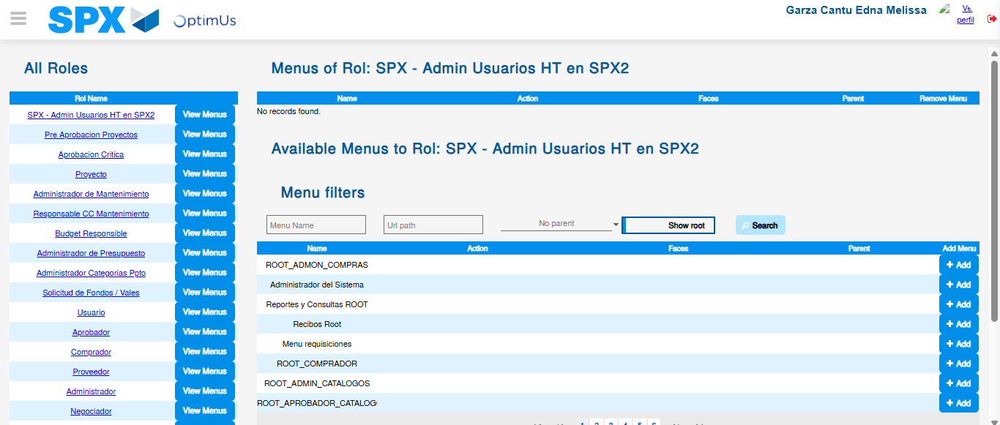 SPX OptimUs
Garza Cantu Edna Melissa
perfil
All Roles
Rol Name
SPX - Admin Usuarios HT en SPX2 View Menus
Pre Aprobacion Proyectos View Menus
Aprobacion Critica View Menus
Proyecto View Menus
Administrador de Mantenimiento View Menus
Responsable CC Mantenimiento View Menus
Budget Responsible View Menus
Administrador de Presupuesto View Menus
Administrador Categorias Ppto View Menus
Solicitud de Fondos / Vales View Menus
Usuario View Menus
Aprobador View Menus
Comprador View Menus
Proveedor View Menus
Administrador View Menus
Negociador View Menus
Menus of Rol: SPX - Admin Usuarios HT en SPX2
Name Action Faces Parent Remove Menu
No records found.
Available Menus to Rol: SPX - Admin Usuarios HT en SPX2
Menu filters
Menu Name Url path No parent Show root Search
Name Action Faces Parent Add Menu
ROOT_ADMON_COMPRAS Add
Administrador del Sistema Add
Reportes y Consultas ROOT Add
Recibos Root Add
Menu requisiciones Add
ROOT_COMPRADOR Add
ROOT_ADMIN_CATALOGOS Add
ROOT_APROBADOR_CATALOG Add
1 2 3 4 5 6